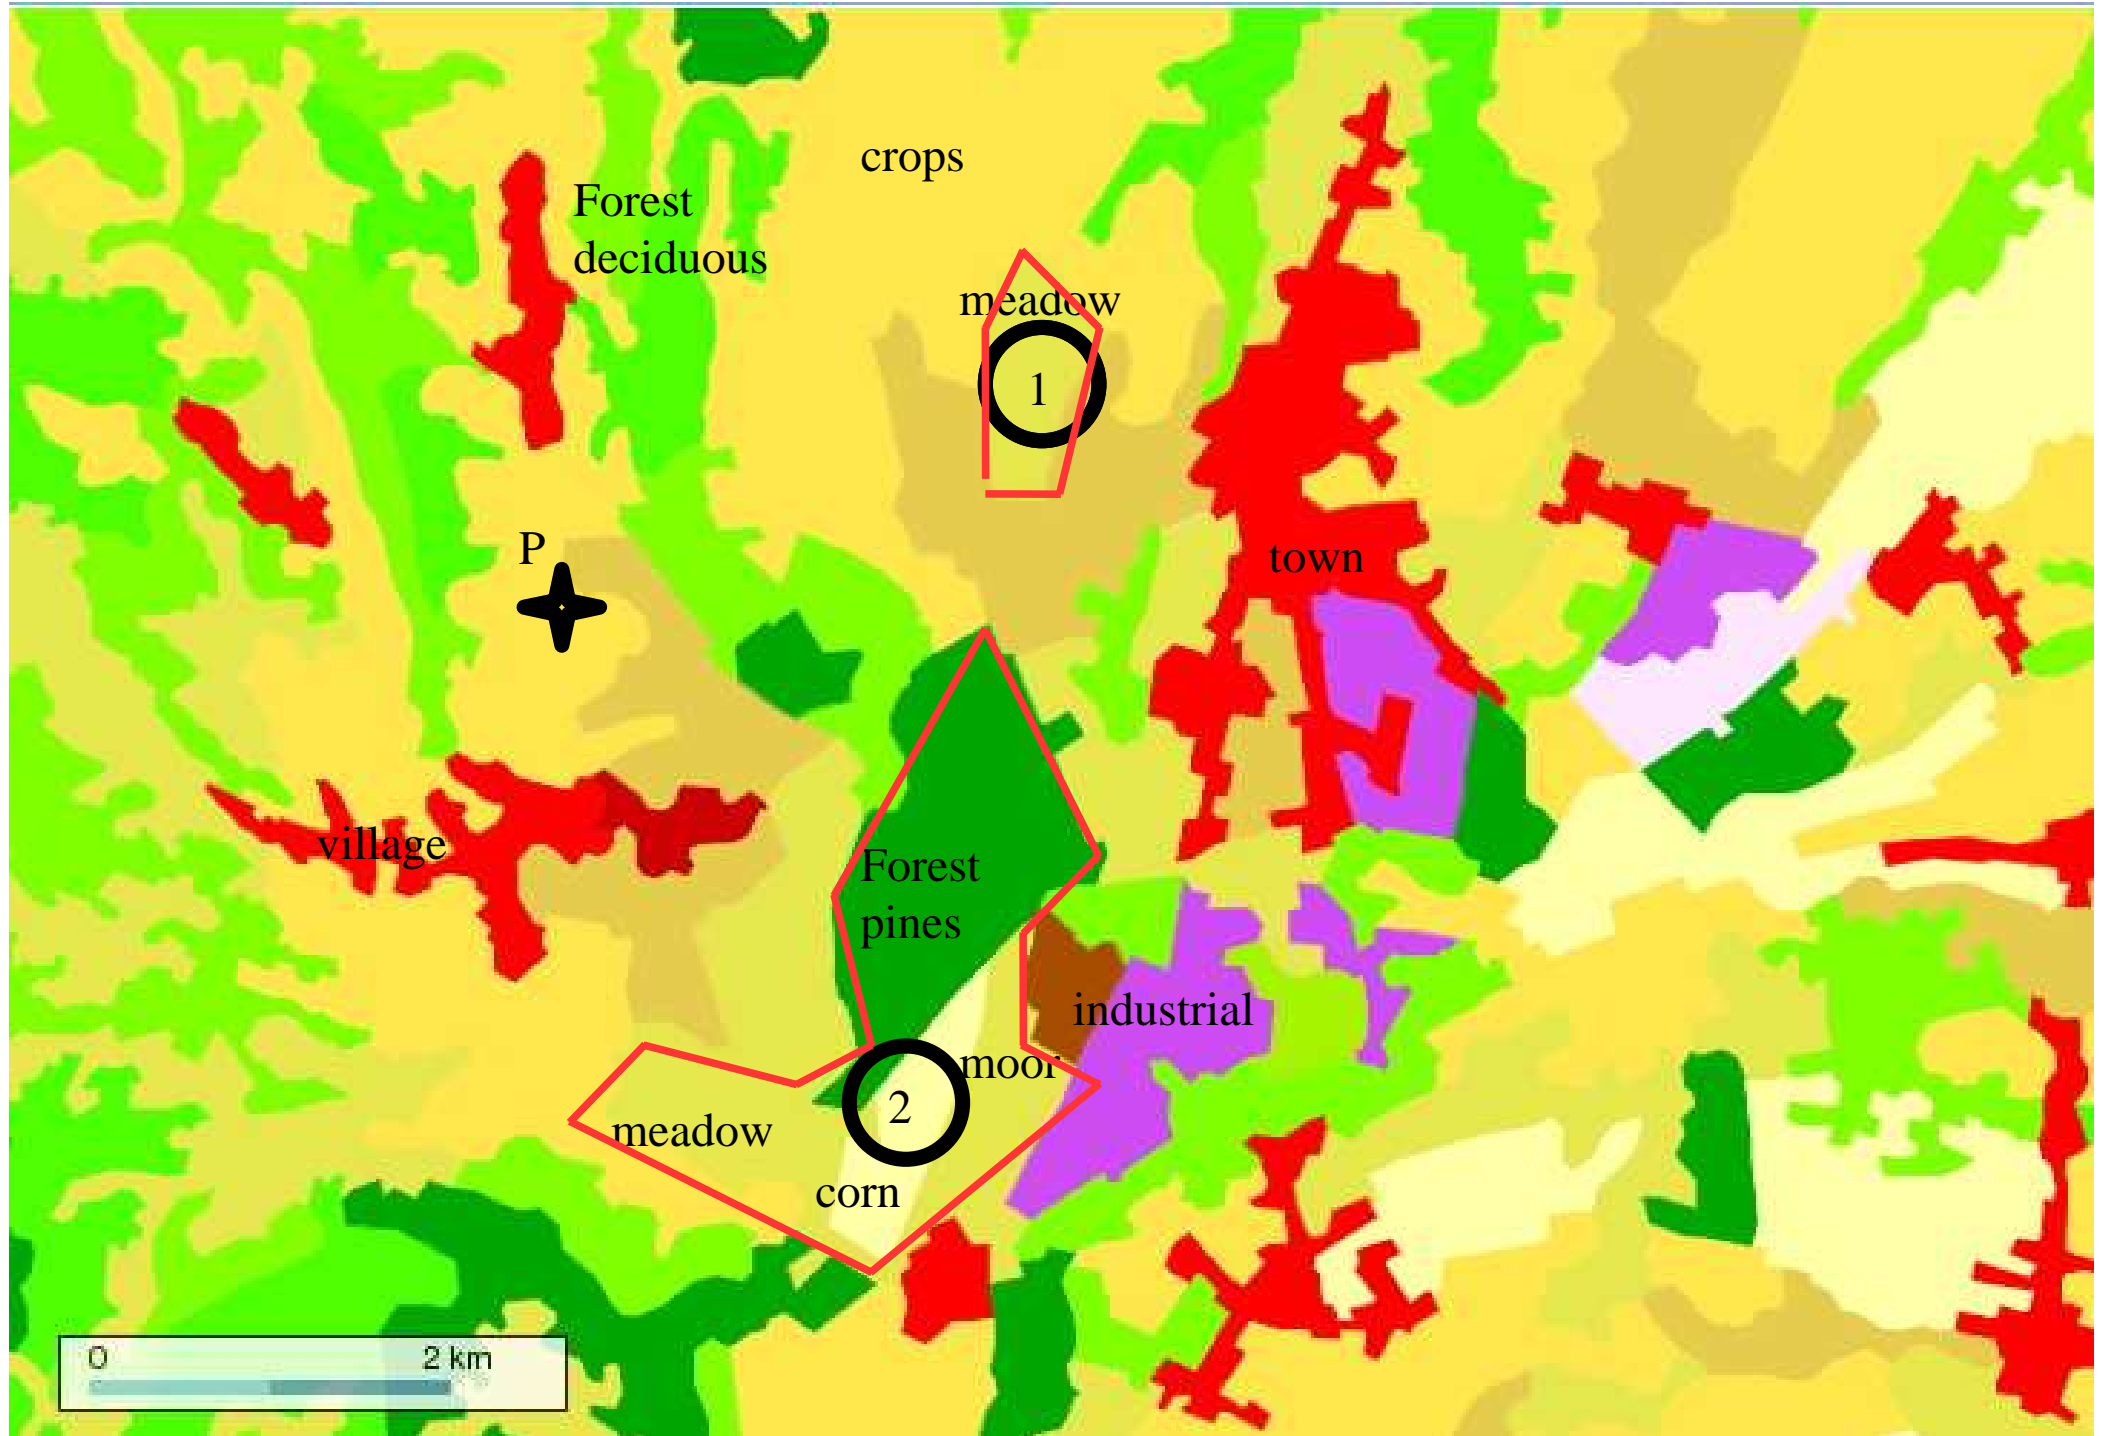 crops
Forest
deciduous
meadow
1
P
town
village
Forest
pines
industrial
moor
2
meadow
corn
0 2 km